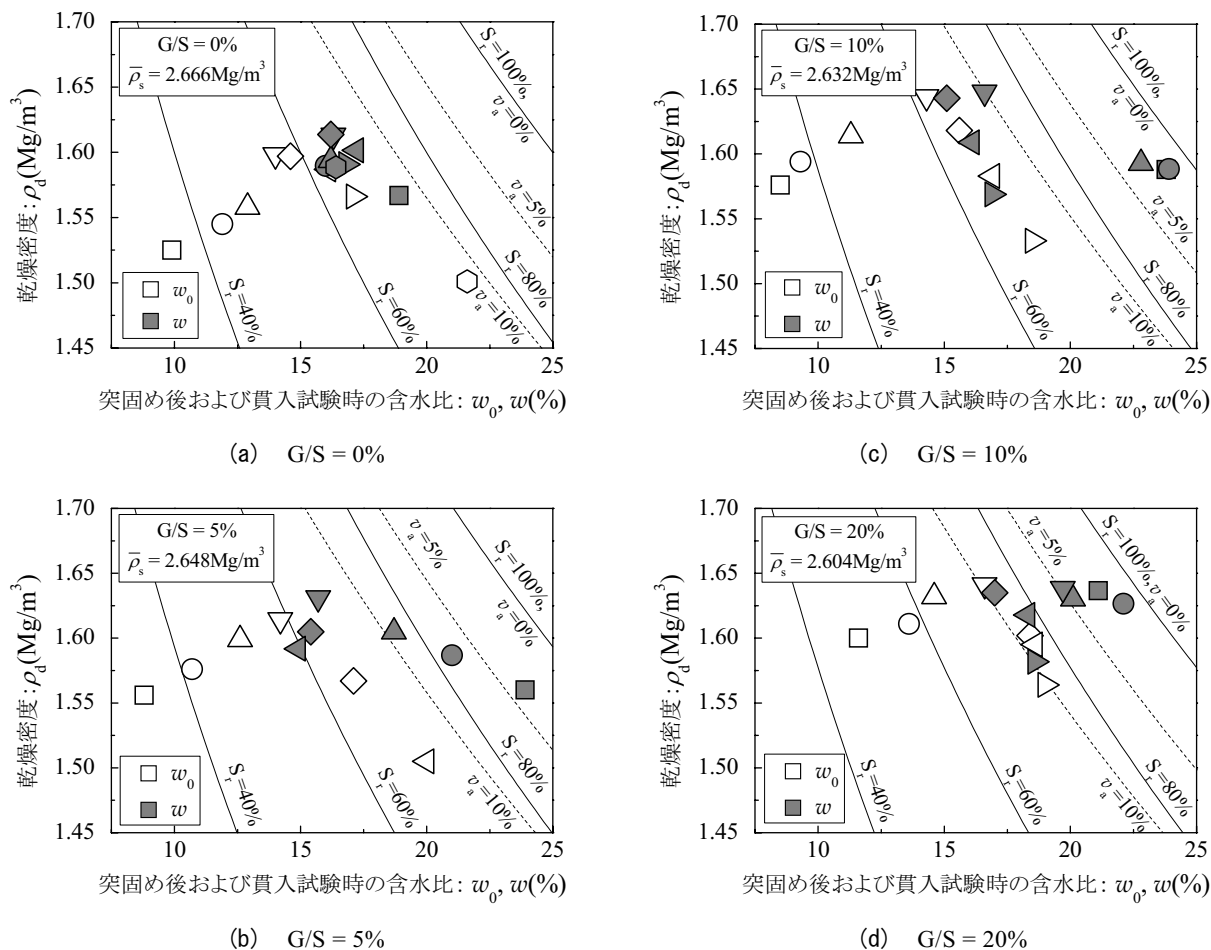 1.70
1.65
1.60
1.55
1.50
1.45
乾燥密度：ρd(Mg/m³)
G/S = 0%
ρ̅s = 2.666Mg/m³
Sr=100%,
va=0%
va=5%
Sr=80%
va=10%
Sr=60%
Sr=40%
w0
w
10 15 20 25
突固め後および貫入試験時の含水比：w0, w(%)
(a) G/S = 0%
1.70
1.65
1.60
1.55
1.50
1.45
乾燥密度：ρd(Mg/m³)
G/S = 10%
ρ̅s = 2.632Mg/m³
Sr=100%,
va=0%
va=5%
Sr=80%
va=10%
Sr=60%
Sr=40%
w0
w
10 15 20 25
突固め後および貫入試験時の含水比：w0, w(%)
(c) G/S = 10%
1.70
1.65
1.60
1.55
1.50
1.45
乾燥密度：ρd(Mg/m³)
G/S = 5%
ρ̅s = 2.648Mg/m³
Sr=100%,
va=0%
va=5%
Sr=80%
va=10%
Sr=60%
Sr=40%
w0
w
10 15 20 25
突固め後および貫入試験時の含水比：w0, w(%)
(b) G/S = 5%
1.70
1.65
1.60
1.55
1.50
1.45
乾燥密度：ρd(Mg/m³)
G/S = 20%
ρ̅s = 2.604Mg/m³
Sr=100%,va=0%
va=5%
Sr=80%
va=10%
Sr=60%
Sr=40%
w0
w
10 15 20 25
突固め後および貫入試験時の含水比：w0, w(%)
(d) G/S = 20%